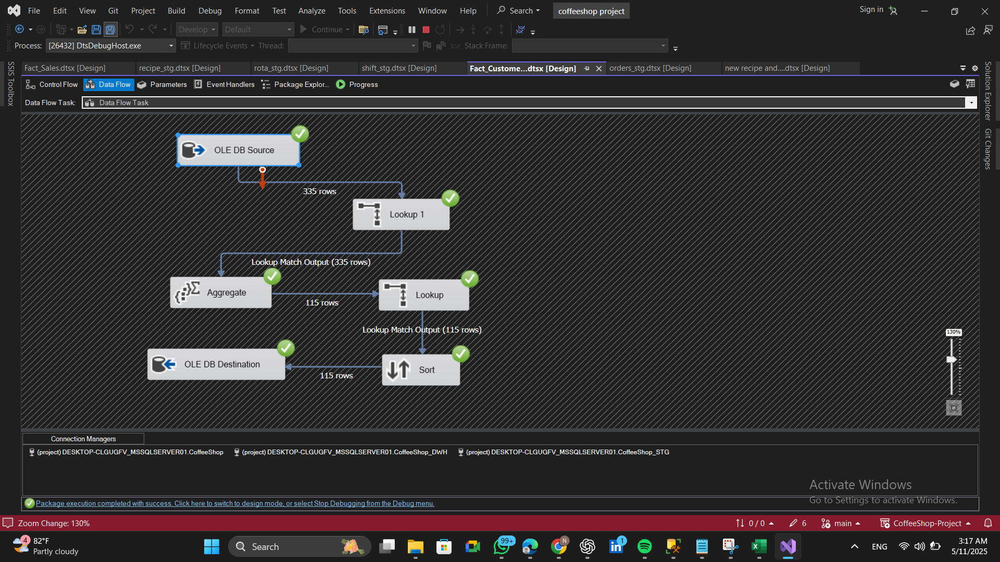 File Edit View Git Project Build Debug Format Test Analyze Tools Extensions Window Help Search coffeeshop project Sign in
Develop Default Continue
Process: [26432] DtsDebugHost.exe Lifecycle Events Thread: Stack Frame:
Fact_Sales.dtsx [Design] recipe_stg.dtsx [Design] rota_stg.dtsx [Design] shift_stg.dtsx [Design] Fact_Custome...dtsx [Design] orders_stg.dtsx [Design] new recipe and....dtsx [Design]
SSIS Toolbox
Solution Explorer
Git Changes
Control Flow Data Flow Parameters Event Handlers Package Explor... Progress
Data Flow Task: Data Flow Task
OLE DB Source
335 rows
Lookup 1
Lookup Match Output (335 rows)
Aggregate
115 rows
Lookup
Lookup Match Output (115 rows)
130%
OLE DB Destination
115 rows
Sort
Connection Managers
(project) DESKTOP-CLGUGFV_MSSQLSERVER01.CoffeeShop (project) DESKTOP-CLGUGFV_MSSQLSERVER01.CoffeeShop_DWH (project) DESKTOP-CLGUGFV_MSSQLSERVER01.CoffeeShop_STG
Activate Windows
Go to Settings to activate Windows.
Package execution completed with success. Click here to switch to design mode, or select Stop Debugging from the Debug menu.
Zoom Change: 130% 0 / 0 6 main CoffeeShop-Project
4 82°F
Partly cloudy
Search
99+
N
1
ENG
3:17 AM
5/11/2025